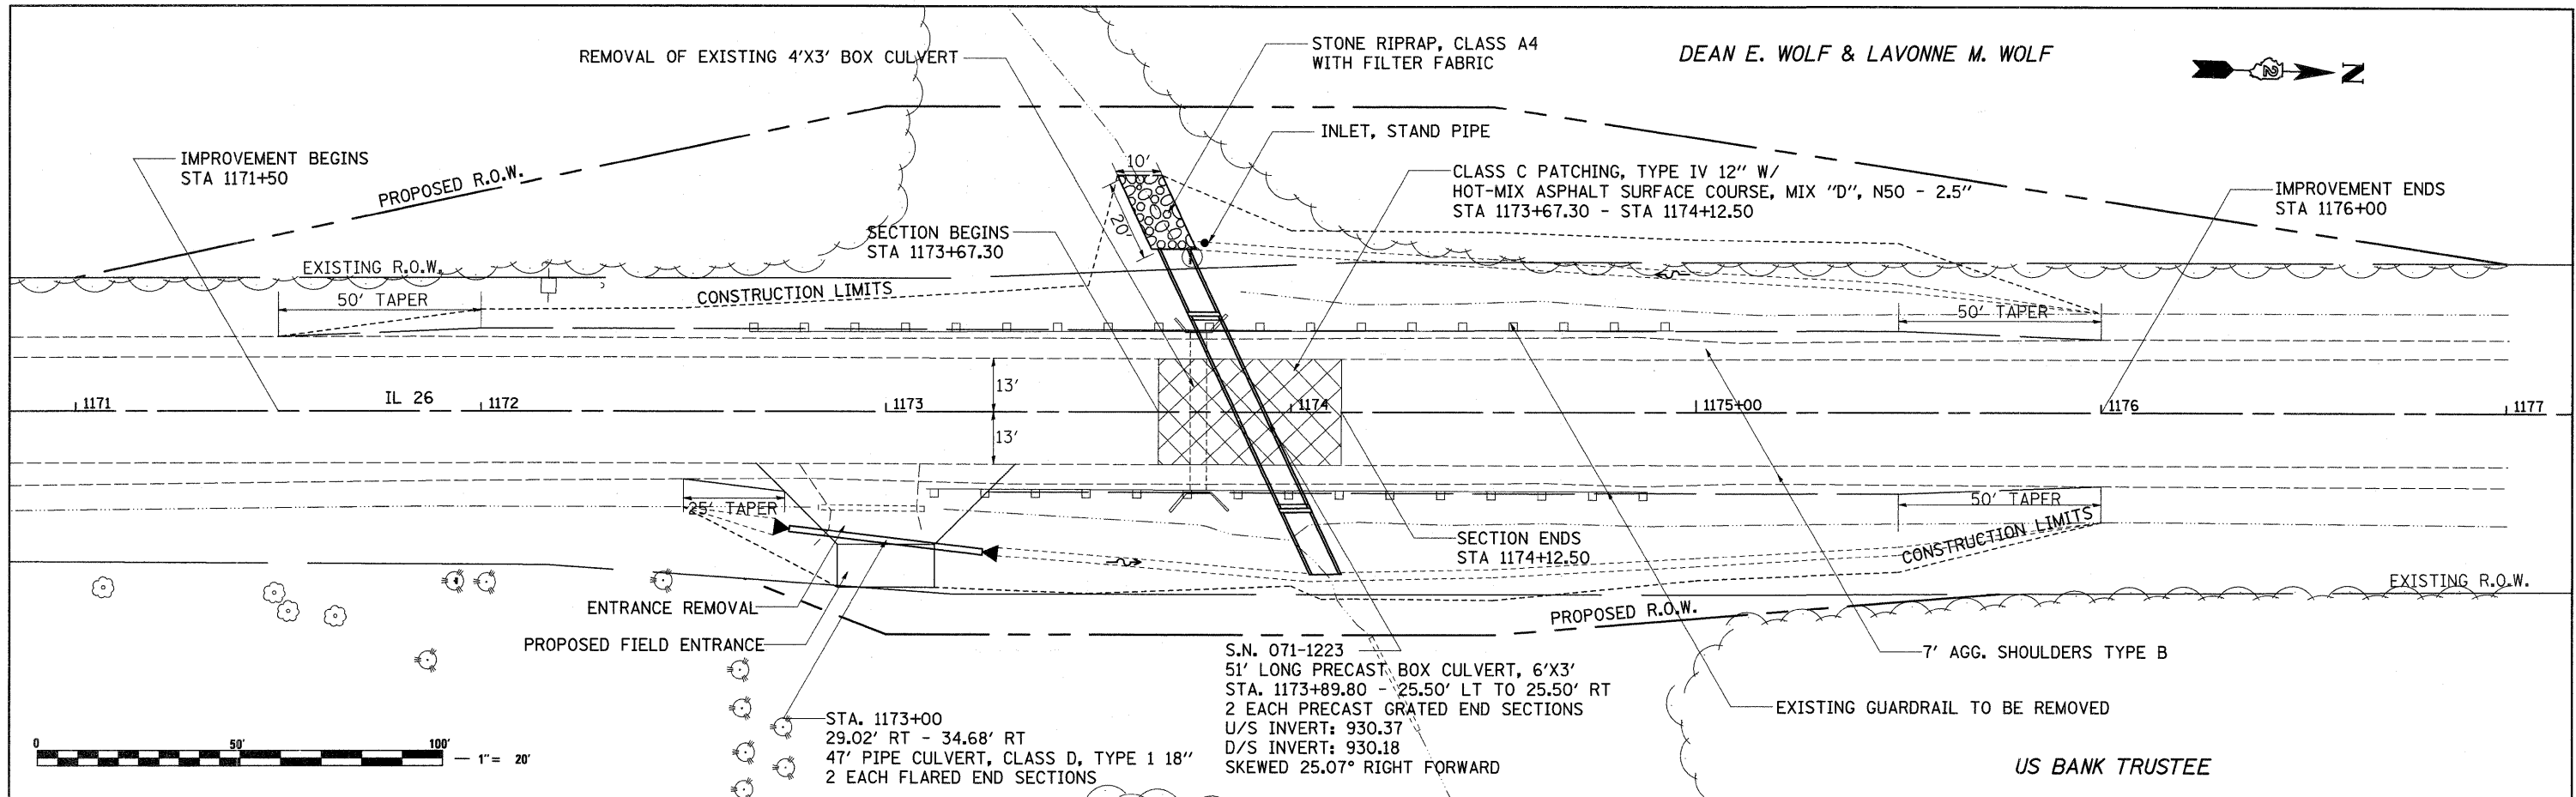 REMOVAL OF EXISTING 4'X3' BOX CULVERT
STONE RIPRAP, CLASS A4
WITH FILTER FABRIC
DEAN E. WOLF & LAVONNE M. WOLF
2
N
INLET, STAND PIPE
IMPROVEMENT BEGINS
STA 1171+50
PROPOSED R.O.W.
10'
20'
CLASS C PATCHING, TYPE IV 12" W/
HOT-MIX ASPHALT SURFACE COURSE, MIX "D", N50 - 2.5"
STA 1173+67.30 - STA 1174+12.50
IMPROVEMENT ENDS
STA 1176+00
SECTION BEGINS
STA 1173+67.30
EXISTING R.O.W.
50' TAPER
CONSTRUCTION LIMITS
50' TAPER
13'
1171
IL 26
1172
1173
1174
1175+00
1176
1177
13'
25' TAPER
50' TAPER
CONSTRUCTION LIMITS
SECTION ENDS
STA 1174+12.50
EXISTING R.O.W.
ENTRANCE REMOVAL
PROPOSED R.O.W.
PROPOSED FIELD ENTRANCE
S.N. 071-1223
51' LONG PRECAST BOX CULVERT, 6'X3'
STA. 1173+89.80 - 25.50' LT TO 25.50' RT
2 EACH PRECAST GRATED END SECTIONS
U/S INVERT: 930.37
D/S INVERT: 930.18
SKEWED 25.07° RIGHT FORWARD
7' AGG. SHOULDERS TYPE B
EXISTING GUARDRAIL TO BE REMOVED
STA. 1173+00
29.02' RT - 34.68' RT
47' PIPE CULVERT, CLASS D, TYPE 1 18"
2 EACH FLARED END SECTIONS
0 50' 100'
1"= 20'
US BANK TRUSTEE